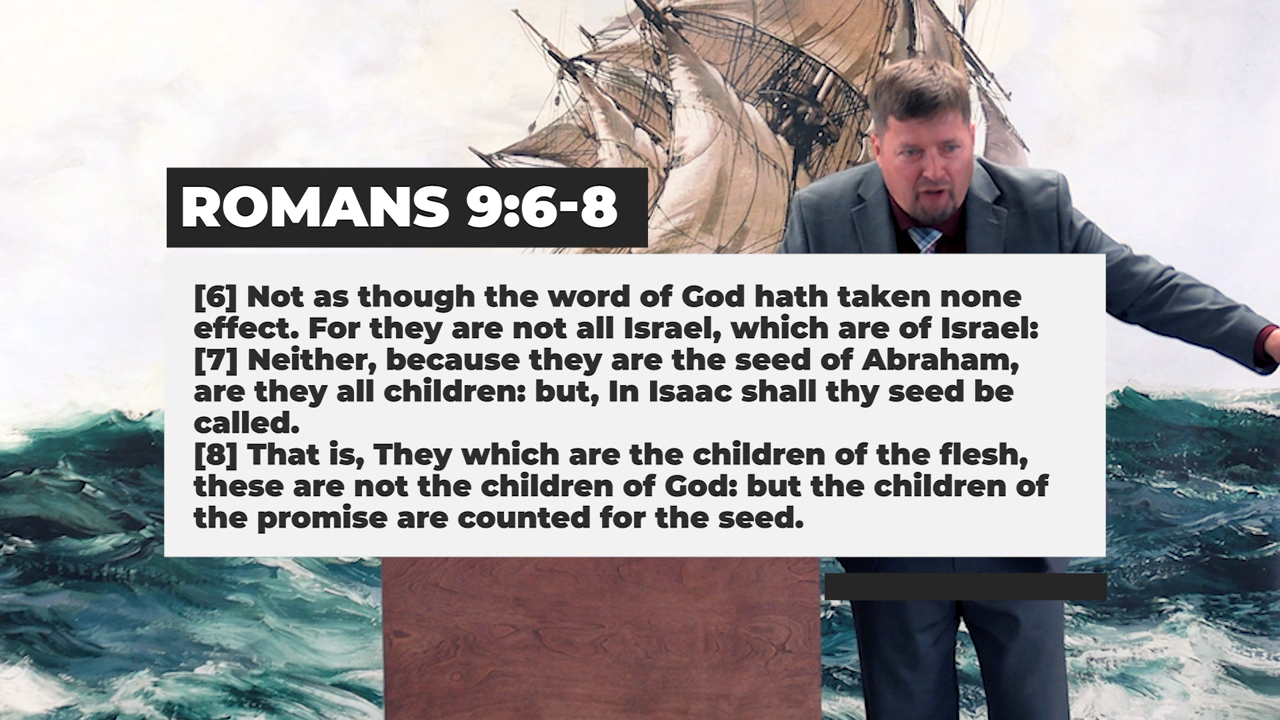 ROMANS 9:6-8
[6] Not as though the word of God hath taken none
effect. For they are not all Israel, which are of Israel:
[7] Neither, because they are the seed of Abraham,
are they all children: but, In Isaac shall thy seed be
called.
[8] That is, They which are the children of the flesh,
these are not the children of God: but the children of
the promise are counted for the seed.